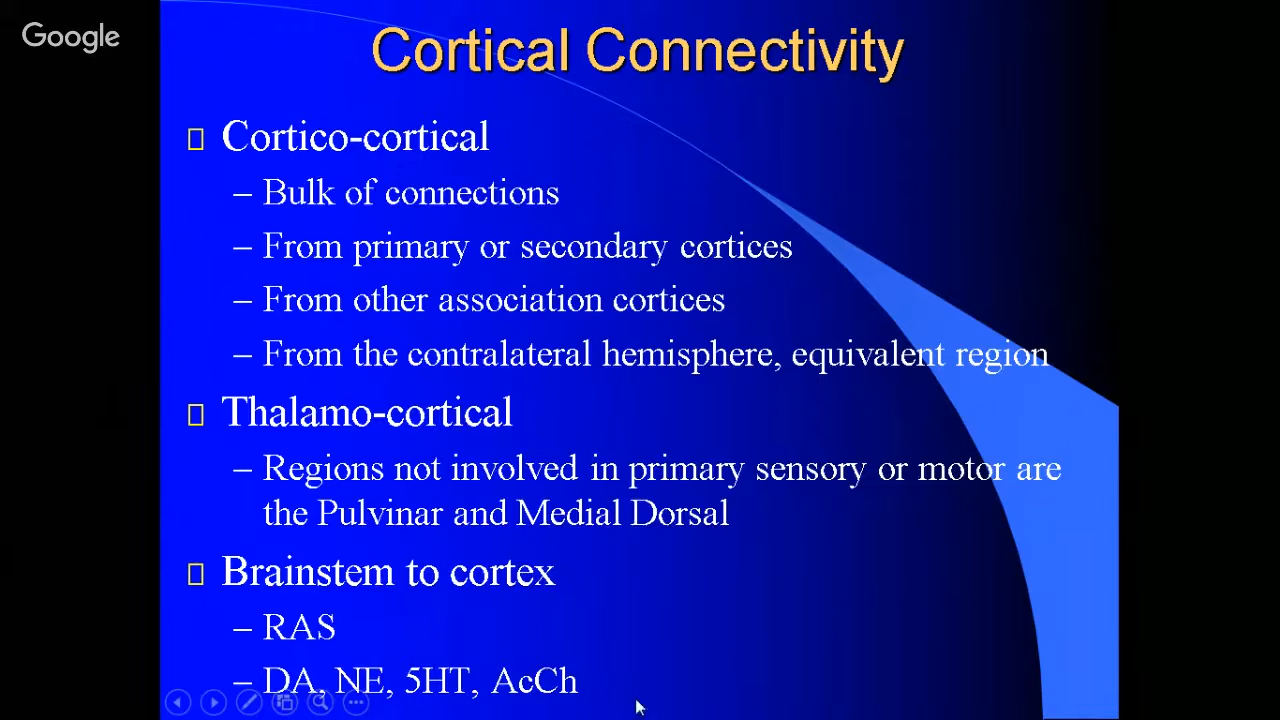 Google
Cortical Connectivity
Cortico-cortical
– Bulk of connections
– From primary or secondary cortices
– From other association cortices
– From the contralateral hemisphere, equivalent region
Thalamo-cortical
– Regions not involved in primary sensory or motor are
the Pulvinar and Medial Dorsal
Brainstem to cortex
– RAS
– DA, NE, 5HT, AcCh